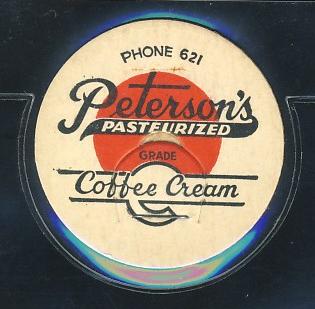 PHONE 621
Peterson's
PASTEURIZED
GRADE
Coffee Cream